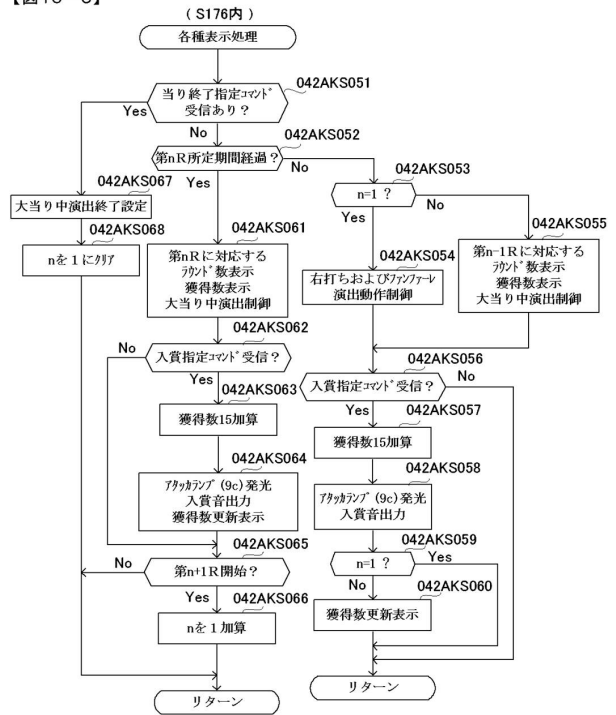 ( S176内 )
各種表示処理
042AKS051
当り終了指定コマンド
受信あり？
Yes
No
042AKS052
第nR所定期間経過？
No
Yes
042AKS053
n=1 ?
Yes
No
042AKS067
大当り中演出終了設定
042AKS068
nを１にクリア
042AKS061
第nRに対応する
ラウンド数表示
獲得数表示
大当り中演出制御
042AKS054
右打ちおよびファンファーレ
演出動作制御
042AKS055
第n-1Rに対応する
ラウンド数表示
獲得数表示
大当り中演出制御
042AKS062
No
入賞指定コマンド受信？
Yes
042AKS063
獲得数15加算
042AKS064
アタッカランプ(9c)発光
入賞音出力
獲得数更新表示
042AKS065
No
第n+1R開始？
Yes
042AKS066
nを１加算
リターン
042AKS056
入賞指定コマンド受信？
No
Yes
042AKS057
獲得数15加算
042AKS058
アタッカランプ(9c)発光
入賞音出力
042AKS059
n=1 ?
Yes
No
042AKS060
獲得数更新表示
リターン